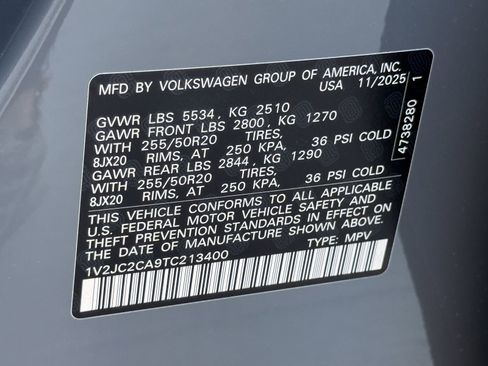 MFD BY VOLKSWAGEN GROUP OF AMERICA, INC.
USA 11/2025
GVWR LBS 5534, KG 2510
GAWR FRONT LBS 2800, KG 1270
WITH 255/50R20 TIRES,
8JX20 RIMS, AT 250 KPA, 36 PSI COLD
GAWR REAR LBS 2844, KG 1290
WITH 255/50R20 TIRES,
8JX20 RIMS, AT 250 KPA, 36 PSI COLD
THIS VEHICLE CONFORMS TO ALL APPLICABLE
U.S. FEDERAL MOTOR VEHICLE SAFETY AND
THEFT PREVENTION STANDARDS IN EFFECT ON
THE DATE OF MANUFACTURE SHOWN ABOVE.
1V2JC2CA9TC213400 TYPE: MPV
4738280 1